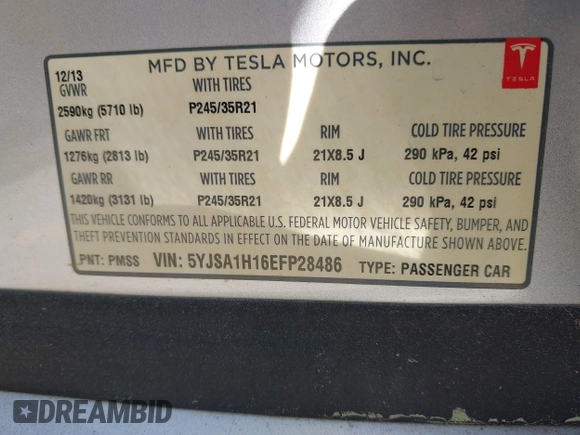 MFD BY TESLA MOTORS, INC.
TESLA
12/13
GVWR WITH TIRES
2590kg (5710 lb) P245/35R21
GAWR FRT WITH TIRES RIM COLD TIRE PRESSURE
1276kg (2813 lb) P245/35R21 21X8.5 J 290 kPa, 42 psi
GAWR RR WITH TIRES RIM COLD TIRE PRESSURE
1420kg (3131 lb) P245/35R21 21X8.5 J 290 kPa, 42 psi
THIS VEHICLE CONFORMS TO ALL APPLICABLE U.S. FEDERAL MOTOR VEHICLE SAFETY, BUMPER, AND
THEFT PREVENTION STANDARDS IN EFFECT ON THE DATE OF MANUFACTURE SHOWN ABOVE.
PNT: PMSS VIN: 5YJSA1H16EFP28486 TYPE: PASSENGER CAR
DREAMBID